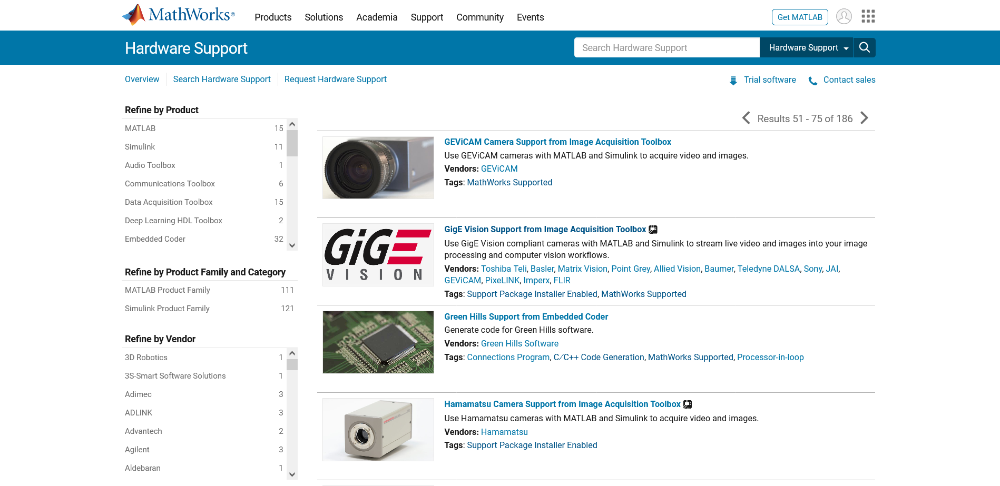 MathWorks®
Products Solutions Academia Support Community Events
Get MATLAB
Hardware Support
Search Hardware Support
Hardware Support
Overview
Search Hardware Support
Request Hardware Support
Trial software
Contact sales
Refine by Product
MATLAB 15
Simulink 11
Audio Toolbox 1
Communications Toolbox 6
Data Acquisition Toolbox 15
Deep Learning HDL Toolbox 2
Embedded Coder 32
Refine by Product Family and Category
MATLAB Product Family 111
Simulink Product Family 121
Refine by Vendor
3D Robotics 1
3S-Smart Software Solutions 1
Adimec 3
ADLINK 3
Advantech 2
Agilent 3
Aldebaran 1
Results 51 - 75 of 186
GEViCAM Camera Support from Image Acquisition Toolbox
Use GEViCAM cameras with MATLAB and Simulink to acquire video and images.
Vendors: GEViCAM
Tags: MathWorks Supported
GiGE
VISION
GigE Vision Support from Image Acquisition Toolbox
Use GigE Vision compliant cameras with MATLAB and Simulink to stream live video and images into your image
processing and computer vision workflows.
Vendors: Toshiba Teli, Basler, Matrix Vision, Point Grey, Allied Vision, Baumer, Teledyne DALSA, Sony, JAI,
GEViCAM, PixeLINK, Imperx, FLIR
Tags: Support Package Installer Enabled, MathWorks Supported
Green Hills Support from Embedded Coder
Generate code for Green Hills software.
Vendors: Green Hills Software
Tags: Connections Program, C/C++ Code Generation, MathWorks Supported, Processor-in-loop
Hamamatsu Camera Support from Image Acquisition Toolbox
Use Hamamatsu cameras with MATLAB and Simulink to acquire video and images.
Vendors: Hamamatsu
Tags: Support Package Installer Enabled